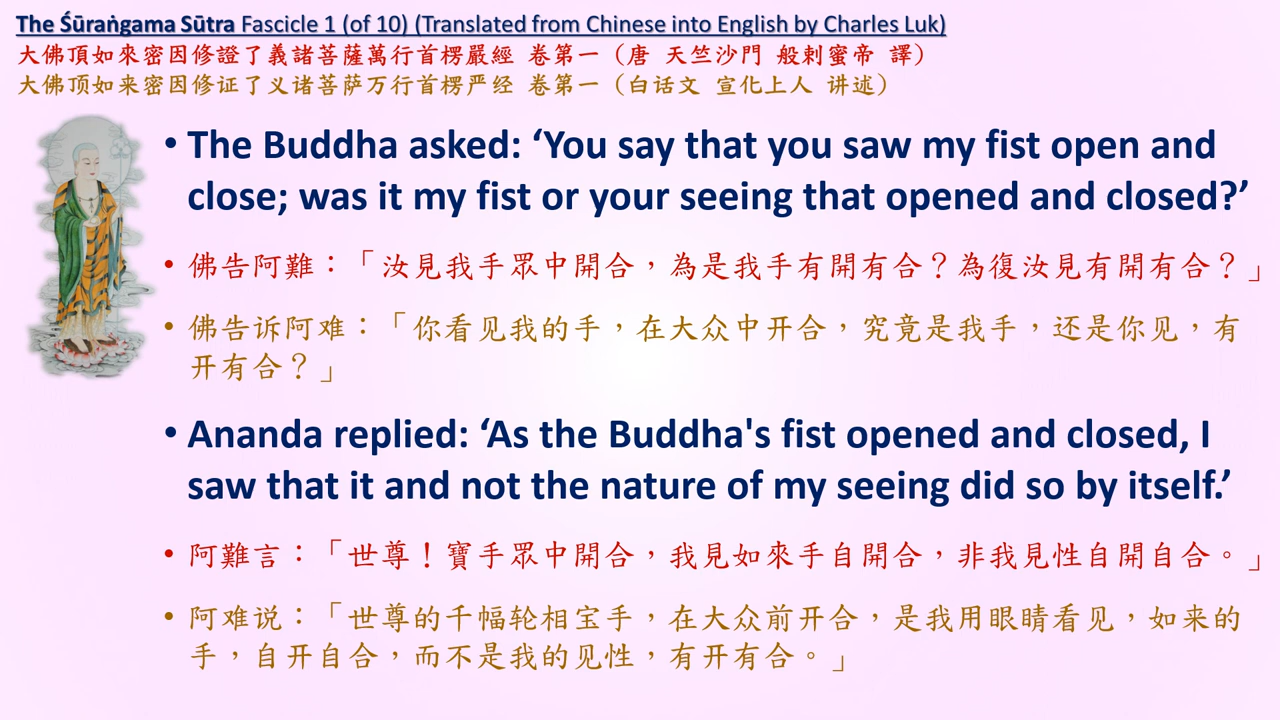 The Śūraṅgama Sūtra Fascicle 1 (of 10) (Translated from Chinese into English by Charles Luk)
大佛頂如來密因修證了義諸菩薩萬行首楞嚴經 卷第一（唐 天竺沙門 般剌蜜帝 譯）
大佛顶如来密因修证了义诸菩萨万行首楞严经 卷第一（白话文 宣化上人 讲述）
• The Buddha asked: ‘You say that you saw my fist open and
close; was it my fist or your seeing that opened and closed?’
• 佛告阿難：「汝見我手眾中開合，為是我手有開有合？為復汝見有開有合？」
• 佛告诉阿难：「你看见我的手，在大众中开合，究竟是我手，还是你见，有
开有合？」
• Ananda replied: ‘As the Buddha's fist opened and closed, I
saw that it and not the nature of my seeing did so by itself.’
• 阿難言：「世尊！寶手眾中開合，我見如來手自開合，非我見性自開自合。」
• 阿难说：「世尊的千幅轮相宝手，在大众前开合，是我用眼睛看见，如来的
手，自开自合，而不是我的见性，有开有合。」